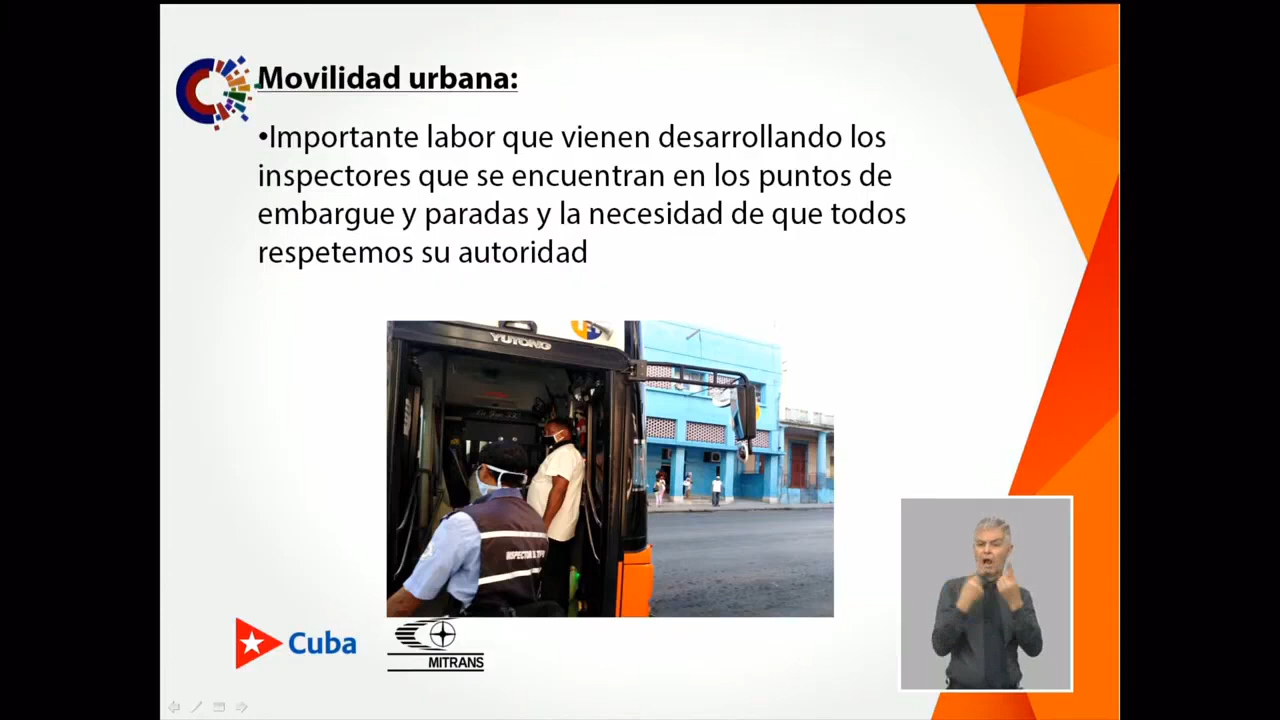 Movilidad urbana:
•Importante labor que vienen desarrollando los
inspectores que se encuentran en los puntos de
embargue y paradas y la necesidad de que todos
respetemos su autoridad
YUTONG
Cuba
MITRANS